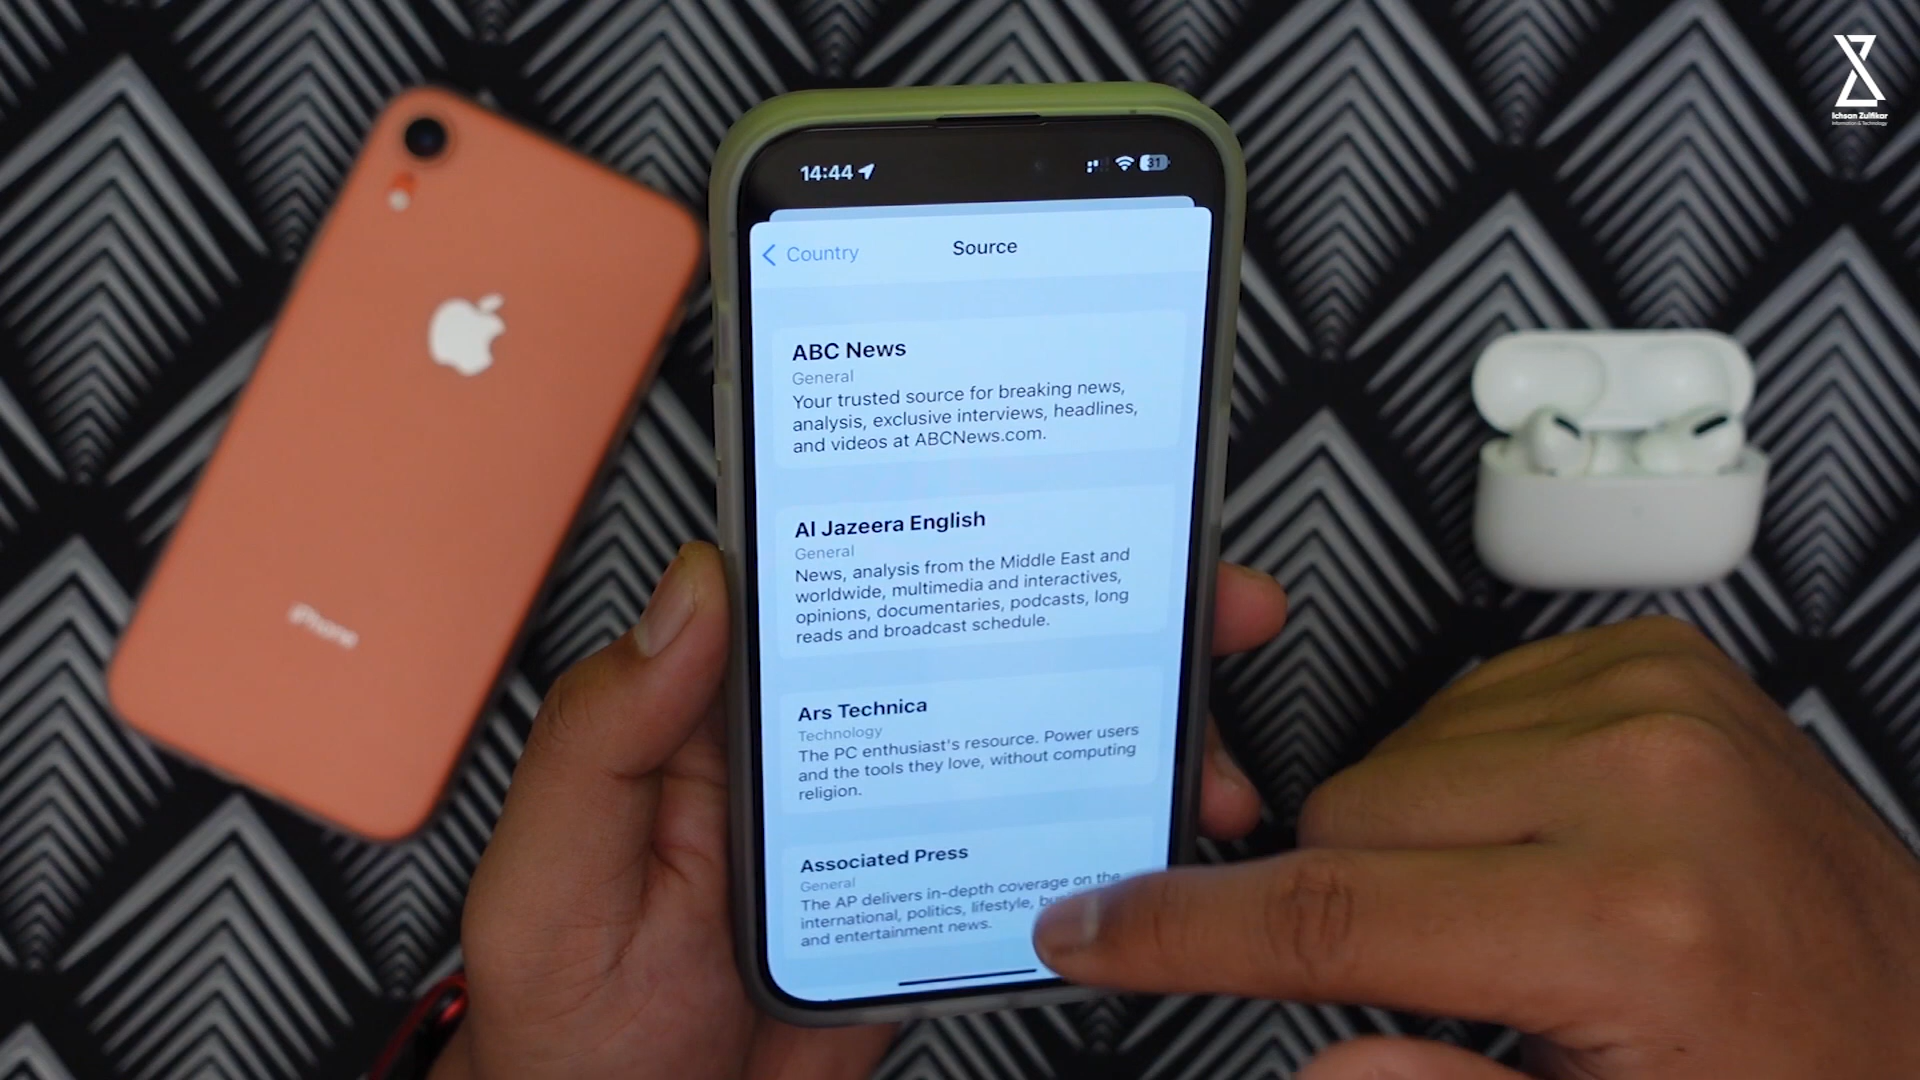 Ichsan Zulfikar
Information & Technology
14:44
31
Country
Source
ABC News
General
Your trusted source for breaking news,
analysis, exclusive interviews, headlines,
and videos at ABCNews.com.
Al Jazeera English
General
News, analysis from the Middle East and
worldwide, multimedia and interactives,
opinions, documentaries, podcasts, long
reads and broadcast schedule.
Ars Technica
Technology
The PC enthusiast's resource. Power users
and the tools they love, without computing
religion.
Associated Press
General
The AP delivers in-depth coverage on the
international, politics, lifestyle,
and entertainment news.
iPhone